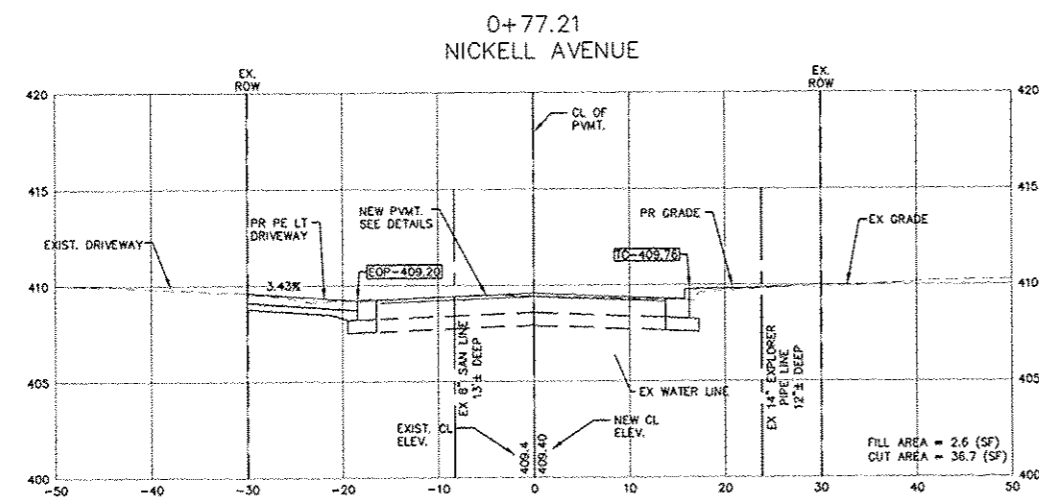 0+77.21
NICKELL AVENUE
EX.
ROW
EX.
ROW
420
420
CL OF
PVMT.
415
415
NEW PVMT.
SEE DETAILS
PR GRADE
EX GRADE
PR PE LT
DRIVEWAY
EXIST. DRIVEWAY
TC-409.76
EOP-409.20
3.43%
410
410
EX 8" SAN LINE
13'± DEEP
EX 14" EXPLORER
PIPE LINE
12'± DEEP
405
405
EX WATER LINE
EXIST. CL
ELEV.
NEW CL
ELEV.
409.4
409.40
FILL AREA = 2.6 (SF)
CUT AREA = 36.7 (SF)
400
400
-50 -40 -30 -20 -10 0 10 20 30 40 50